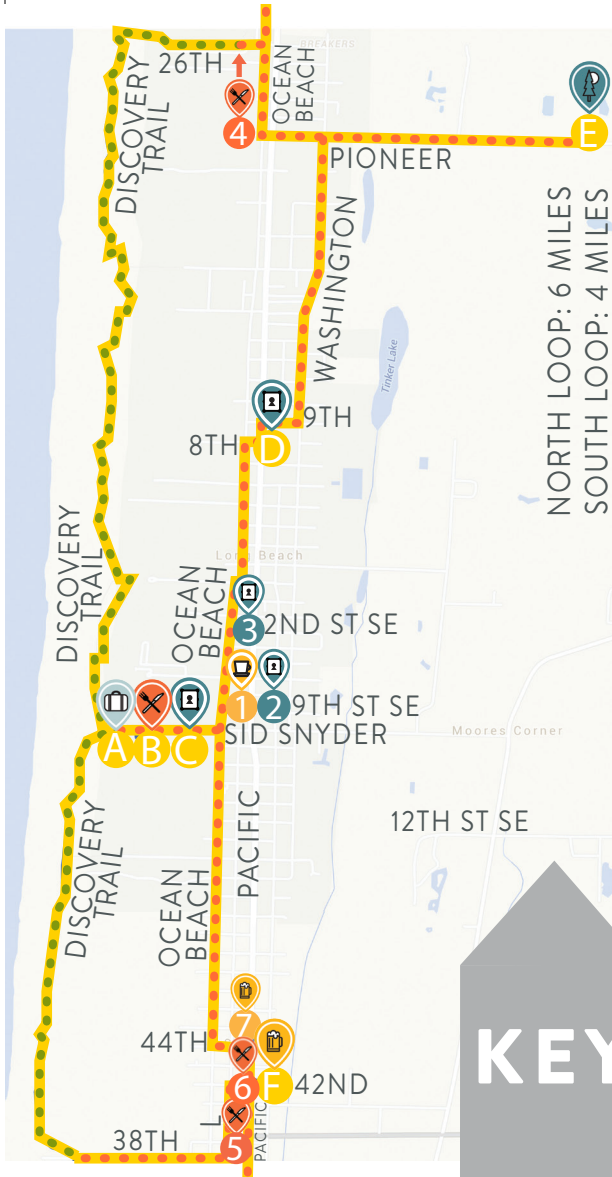 BREAKERS
26TH
OCEAN
BEACH
DISCOVERY
TRAIL
4
E
PIONEER
WASHINGTON
NORTH LOOP: 6 MILES
SOUTH LOOP: 4 MILES
Tinker Lake
9TH
8TH
D
Long Beach
DISCOVERY
TRAIL
OCEAN
BEACH
3
2ND ST SE
1
2
9TH ST SE
A
B
C
SID SNYDER
Moores Corner
PACIFIC
12TH ST SE
DISCOVERY
TRAIL
OCEAN
BEACH
7
44TH
6
F
42ND
L
5
PACIFIC
38TH
KEY